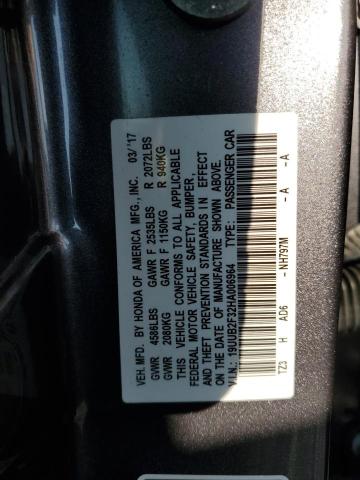 VEH. MFD. BY HONDA OF AMERICA MFG., INC. 03/'17
GVWR 4586LBS GAWR F 2535LBS R 2072LBS
GVWR 2080KG GAWR F 1150KG R 940KG
THIS VEHICLE CONFORMS TO ALL APPLICABLE
FEDERAL MOTOR VEHICLE SAFETY, BUMPER,
AND THEFT PREVENTION STANDARDS IN EFFECT
ON THE DATE OF MANUFACTURE SHOWN ABOVE.
V.I.N.: 19UUB2F32HA006964 TYPE: PASSENGER CAR
TZ3 H AD6 - NH797M - A - A